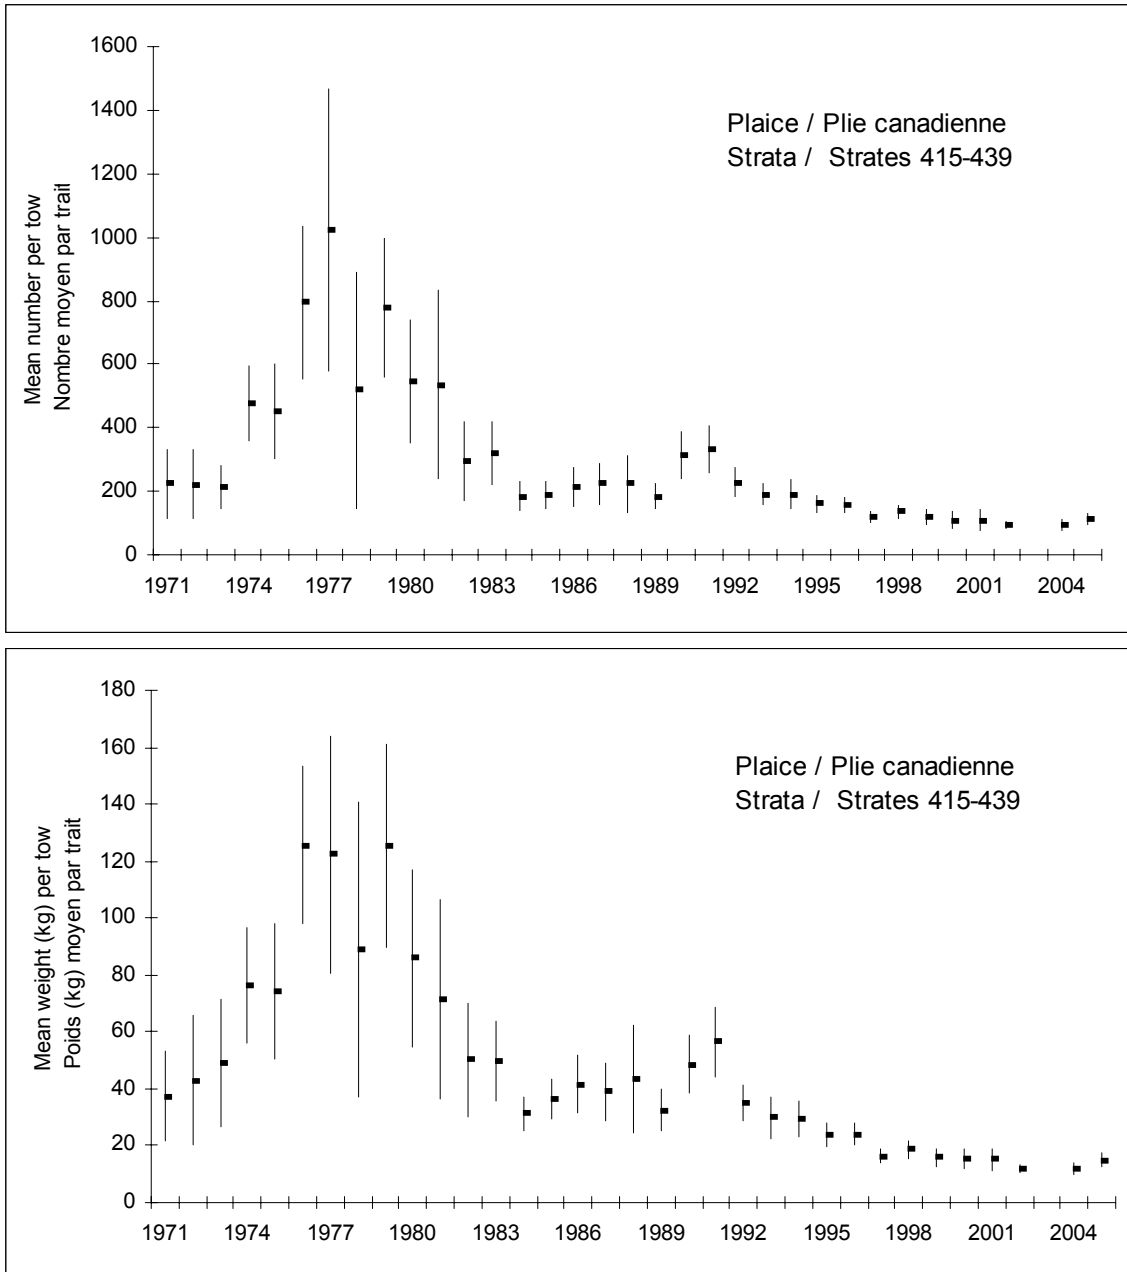 1600
1400
1200
1000
800
600
400
200
0
Mean number per tow
Nombre moyen par trait
Plaice / Plie canadienne
Strata / Strates 415-439
1971 1974 1977 1980 1983 1986 1989 1992 1995 1998 2001 2004
180
160
140
120
100
80
60
40
20
0
Mean weight (kg) per tow
Poids (kg) moyen par trait
Plaice / Plie canadienne
Strata / Strates 415-439
1971 1974 1977 1980 1983 1986 1989 1992 1995 1998 2001 2004